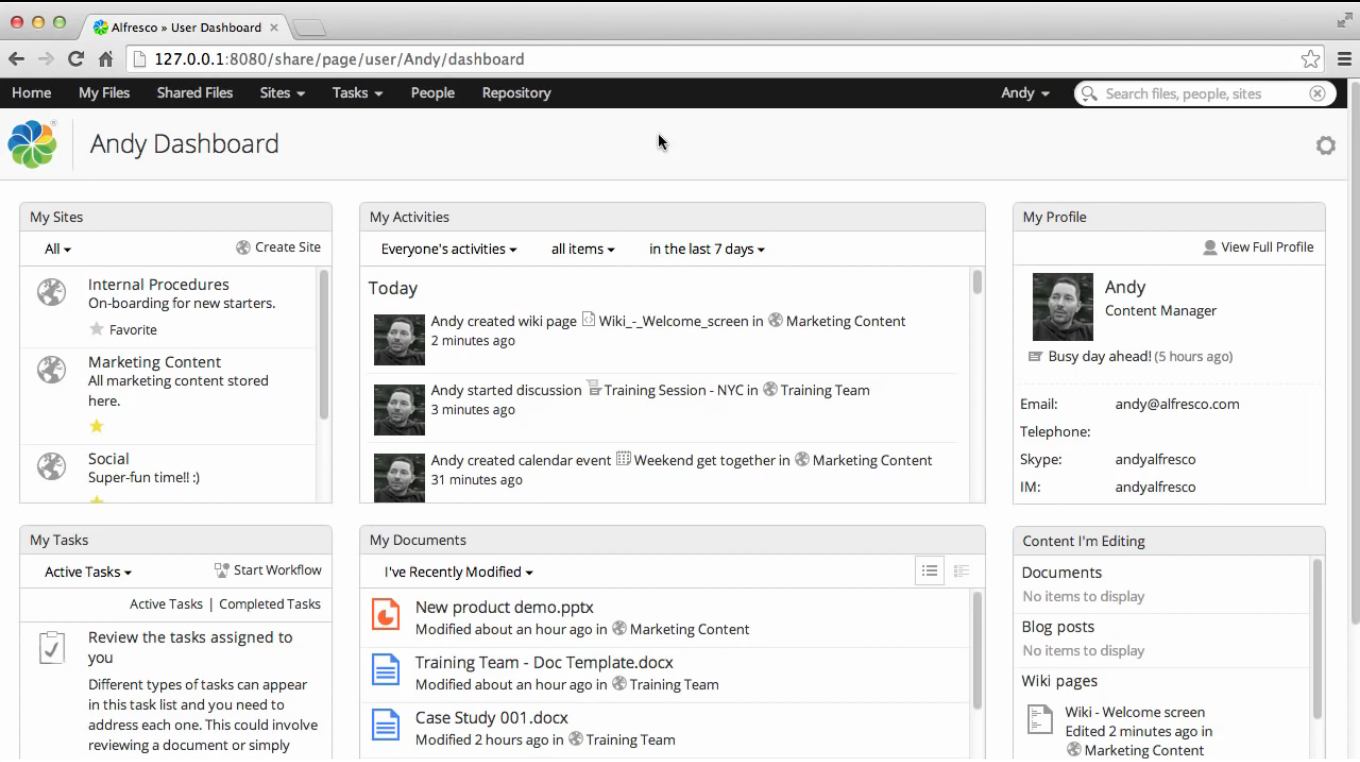 Alfresco » User Dashboard
127.0.0.1:8080/share/page/user/Andy/dashboard
Home My Files Shared Files Sites Tasks People Repository Andy Search files, people, sites
Andy Dashboard
My Sites
All Create Site
Internal Procedures
On-boarding for new starters.
Favorite
Marketing Content
All marketing content stored
here.
Social
Super-fun time!! :)
My Activities
Everyone's activities all items in the last 7 days
Today
Andy created wiki page Wiki_-_Welcome_screen in Marketing Content
2 minutes ago
Andy started discussion Training Session - NYC in Training Team
3 minutes ago
Andy created calendar event Weekend get together in Marketing Content
31 minutes ago
My Profile
View Full Profile
Andy
Content Manager
Busy day ahead! (5 hours ago)
Email: andy@alfresco.com
Telephone:
Skype: andyalfresco
IM: andyalfresco
My Tasks
Active Tasks Start Workflow
Active Tasks | Completed Tasks
Review the tasks assigned to
you
Different types of tasks can appear
in this task list and you need to
address each one. This could involve
reviewing a document or simply
My Documents
I've Recently Modified
New product demo.pptx
Modified about an hour ago in Marketing Content
Training Team - Doc Template.docx
Modified about an hour ago in Training Team
Case Study 001.docx
Modified 2 hours ago in Training Team
Content I'm Editing
Documents
No items to display
Blog posts
No items to display
Wiki pages
Wiki - Welcome screen
Edited 2 minutes ago in
Marketing Content